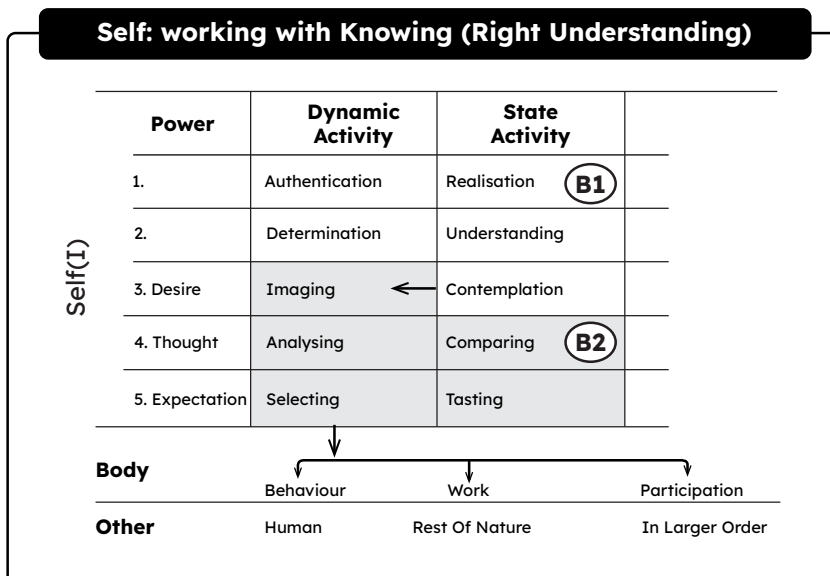 Self: working with Knowing (Right Understanding)
Power Dynamic Activity State Activity
1. Authentication Realisation B1
2. Determination Understanding
Self(I)
3. Desire Imaging Contemplation
4. Thought Analysing Comparing B2
5. Expectation Selecting Tasting
Body
Behaviour Work Participation
Other Human Rest Of Nature In Larger Order